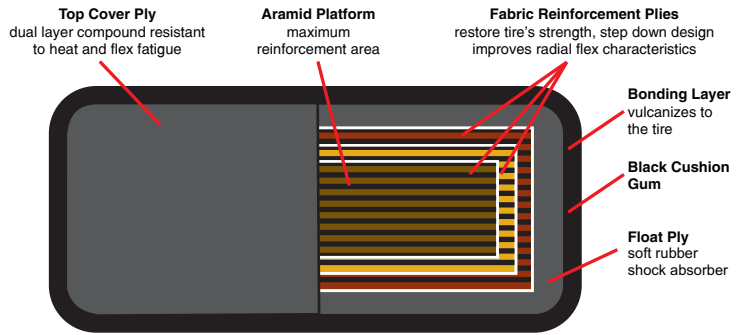 Top Cover Ply
dual layer compound resistant
to heat and flex fatigue
Aramid Platform
maximum
reinforcement area
Fabric Reinforcement Plies
restore tire's strength, step down design
improves radial flex characteristics
Bonding Layer
vulcanizes to
the tire
Black Cushion
Gum
Float Ply
soft rubber
shock absorber